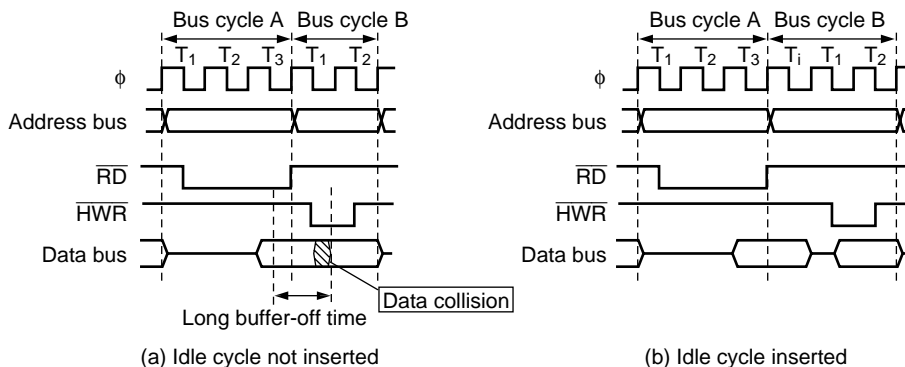 Bus cycle A Bus cycle B
T1 T2 T3 T1 T2
φ
Address bus
RD
HWR
Data bus
Data collision
Long buffer-off time
(a) Idle cycle not inserted
Bus cycle A Bus cycle B
T1 T2 T3 Ti T1 T2
φ
Address bus
RD
HWR
Data bus
(b) Idle cycle inserted